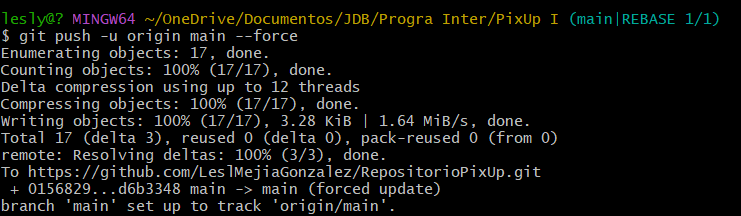 lesly@? MINGW64 ~/OneDrive/Documentos/JDB/Progra Inter/PixUp I (main|REBASE 1/1)
$ git push -u origin main --force
Enumerating objects: 17, done.
Counting objects: 100% (17/17), done.
Delta compression using up to 12 threads
Compressing objects: 100% (17/17), done.
Writing objects: 100% (17/17), 3.28 KiB | 1.64 MiB/s, done.
Total 17 (delta 3), reused 0 (delta 0), pack-reused 0 (from 0)
remote: Resolving deltas: 100% (3/3), done.
To https://github.com/LeslMejiaGonzalez/RepositorioPixUp.git
 + 0156829...d6b3348 main -> main (forced update)
branch 'main' set up to track 'origin/main'.